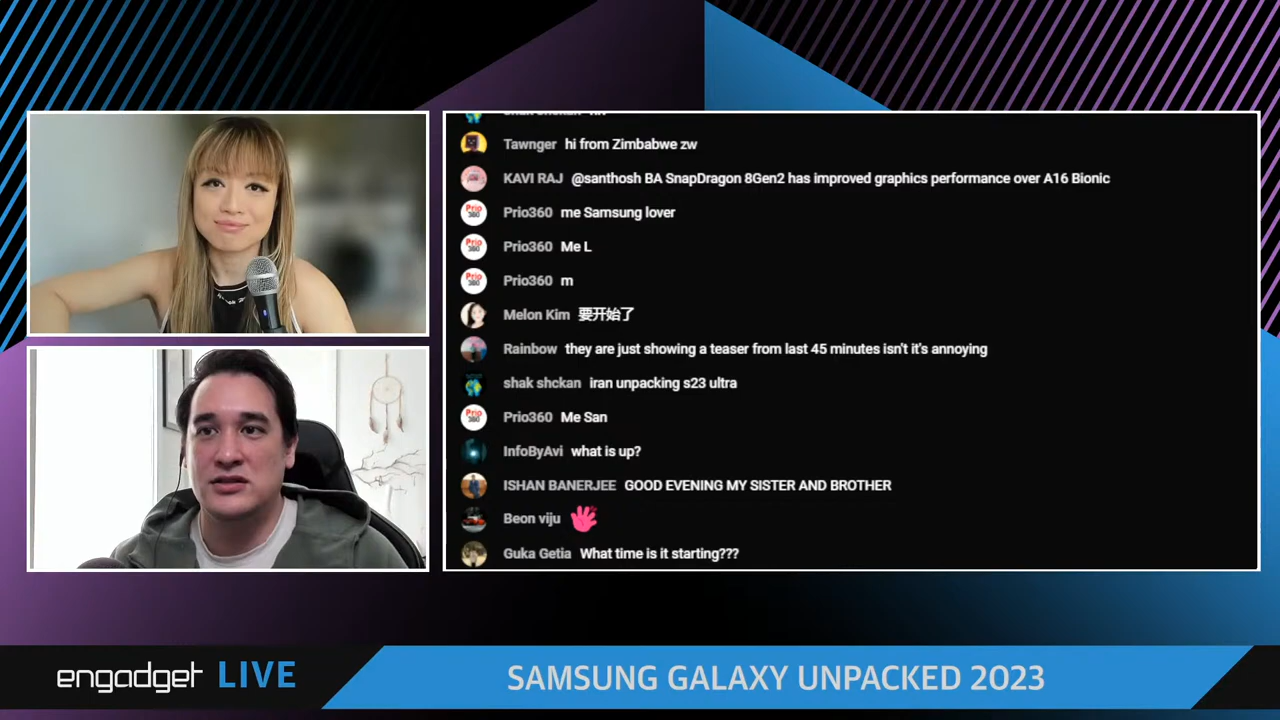 Tawnger hi from Zimbabwe zw
KAVI RAJ @santhosh BA SnapDragon 8Gen2 has improved graphics performance over A16 Bionic
Prio360 me Samsung lover
Prio360 Me L
Prio360 m
Melon Kim 要开始了
Rainbow they are just showing a teaser from last 45 minutes isn't it's annoying
shak shckan iran unpacking s23 ultra
Prio360 Me San
InfoByAvi what is up?
ISHAN BANERJEE GOOD EVENING MY SISTER AND BROTHER
Beon viju
Guka Getia What time is it starting???
engadget LIVE
SAMSUNG GALAXY UNPACKED 2023